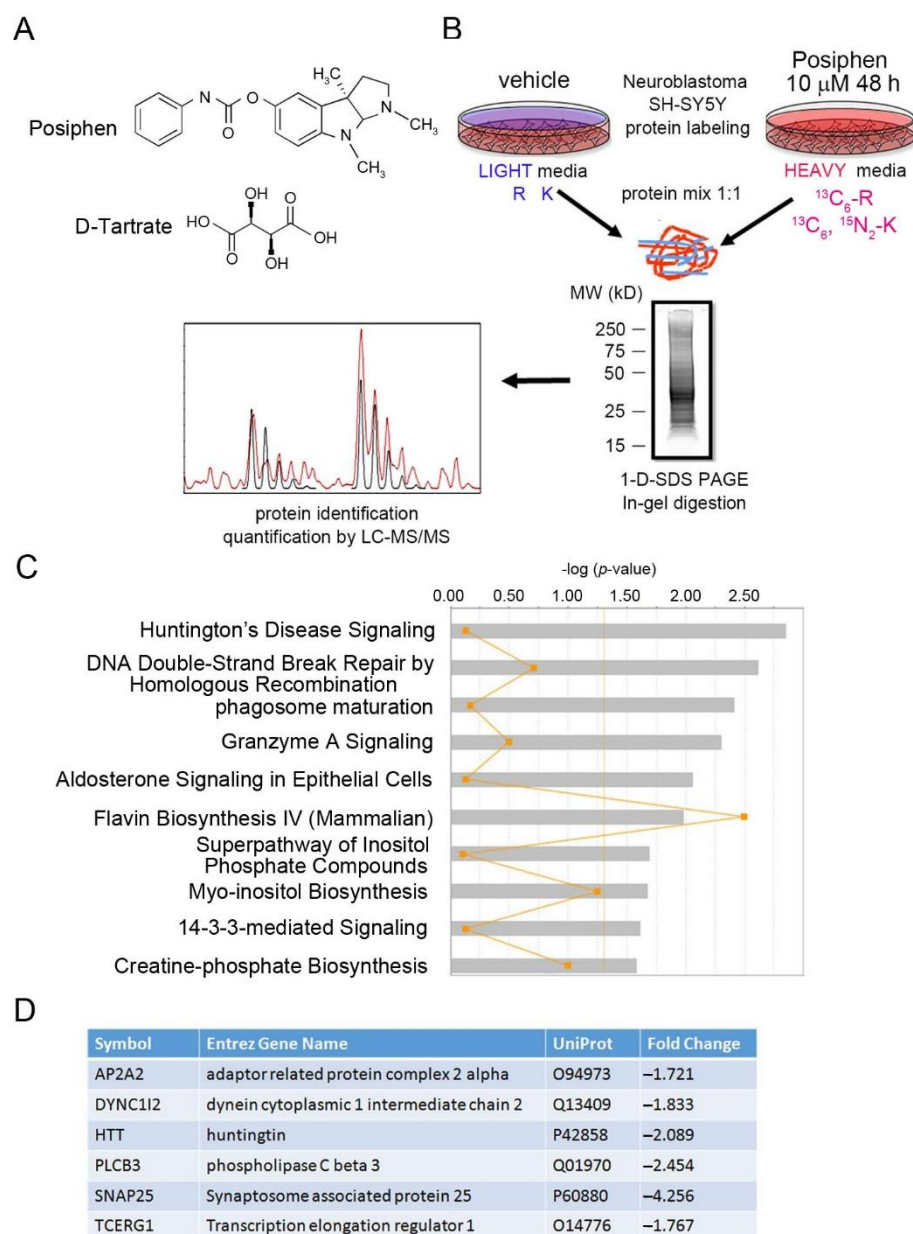 A
Posiphen
N
H
O
O
H₃C
N
N
CH₃
CH₃
D-Tartrate
HO
O
OH
OH
O
OH
B
vehicle
Neuroblastoma
SH-SY5Y
protein labeling
Posiphen
10 μM 48 h
LIGHT media
R K
protein mix 1:1
HEAVY media
¹³C₆-R
¹³C₆, ¹⁵N₂-K
MW (kD)
250
75
50
25
15
1-D-SDS PAGE
In-gel digestion
protein identification
quantification by LC-MS/MS
C
-log (p-value)
0.00 0.50 1.00 1.50 2.00 2.50
Huntington's Disease Signaling
DNA Double-Strand Break Repair by
Homologous Recombination
phagosome maturation
Granzyme A Signaling
Aldosterone Signaling in Epithelial Cells
Flavin Biosynthesis IV (Mammalian)
Superpathway of Inositol
Phosphate Compounds
Myo-inositol Biosynthesis
14-3-3-mediated Signaling
Creatine-phosphate Biosynthesis
D
Symbol Entrez Gene Name UniProt Fold Change
AP2A2 adaptor related protein complex 2 alpha O94973 –1.721
DYNC1I2 dynein cytoplasmic 1 intermediate chain 2 Q13409 –1.833
HTT huntingtin P42858 –2.089
PLCB3 phospholipase C beta 3 Q01970 –2.454
SNAP25 Synaptosome associated protein 25 P60880 –4.256
TCERG1 Transcription elongation regulator 1 O14776 –1.767